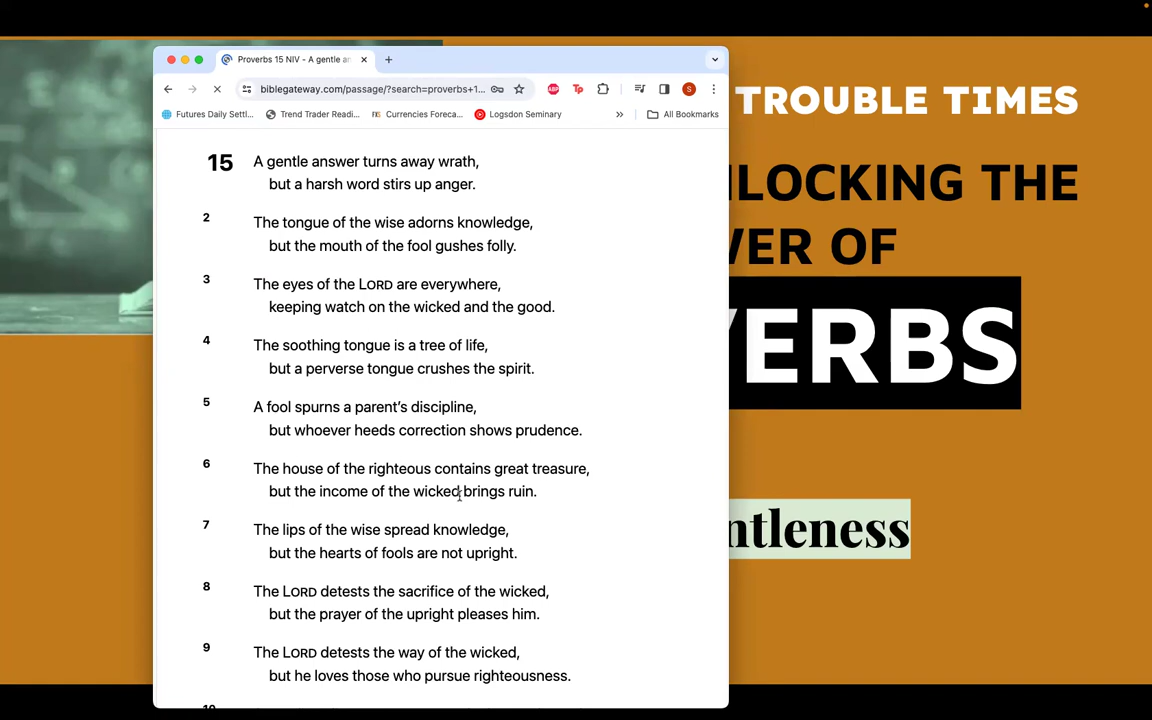 Proverbs 15 NIV - A gentle an
biblegateway.com/passage/?search=proverbs+1...
Futures Daily Settl...
Trend Trader Readi...
Currencies Foreca...
Logsdon Seminary
All Bookmarks
15 A gentle answer turns away wrath,
but a harsh word stirs up anger.
2 The tongue of the wise adorns knowledge,
but the mouth of the fool gushes folly.
3 The eyes of the LORD are everywhere,
keeping watch on the wicked and the good.
4 The soothing tongue is a tree of life,
but a perverse tongue crushes the spirit.
5 A fool spurns a parent’s discipline,
but whoever heeds correction shows prudence.
6 The house of the righteous contains great treasure,
but the income of the wicked brings ruin.
7 The lips of the wise spread knowledge,
but the hearts of fools are not upright.
8 The LORD detests the sacrifice of the wicked,
but the prayer of the upright pleases him.
9 The LORD detests the way of the wicked,
but he loves those who pursue righteousness.
TROUBLE TIMES
NLOCKING THE
WER OF
VERBS
ntleness